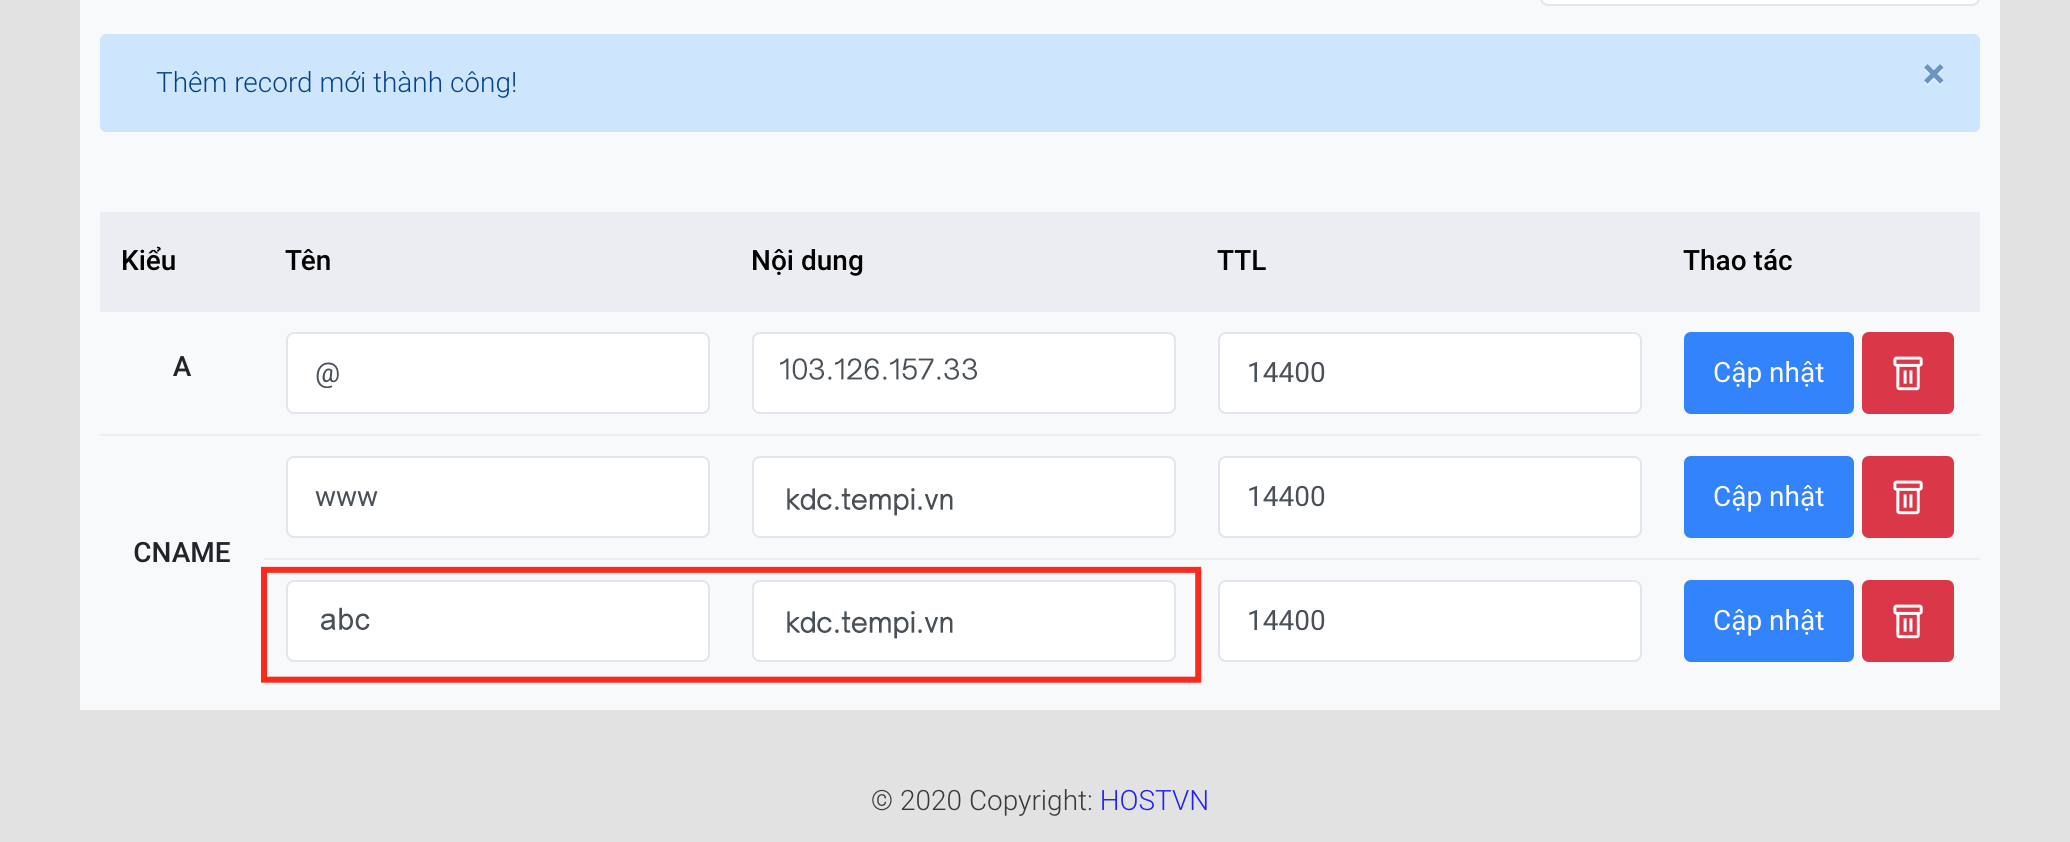 Thêm record mới thành công!
Kiểu Tên Nội dung TTL Thao tác
A @ 103.126.157.33 14400 Cập nhật
www kdc.tempi.vn 14400 Cập nhật
CNAME
abc kdc.tempi.vn 14400 Cập nhật
© 2020 Copyright: HOSTVN